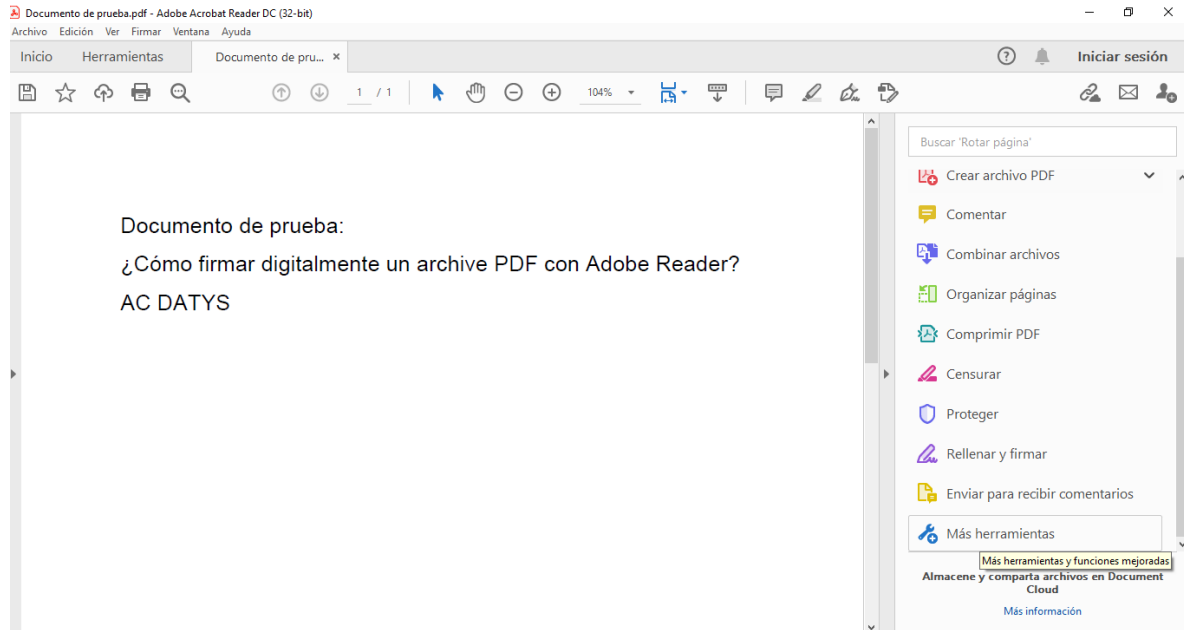 Documento de prueba.pdf - Adobe Acrobat Reader DC (32-bit)
Archivo Edición Ver Firmar Ventana Ayuda
Inicio Herramientas Documento de pru... × ? Iniciar sesión
1 / 1 104%
Buscar 'Rotar página'
Crear archivo PDF
Comentar
Combinar archivos
Organizar páginas
Comprimir PDF
Censurar
Proteger
Rellenar y firmar
Enviar para recibir comentarios
Más herramientas
Más herramientas y funciones mejoradas
Almacene y comparta archivos en Document
Cloud
Más información
Documento de prueba:
¿Cómo firmar digitalmente un archive PDF con Adobe Reader?
AC DATYS